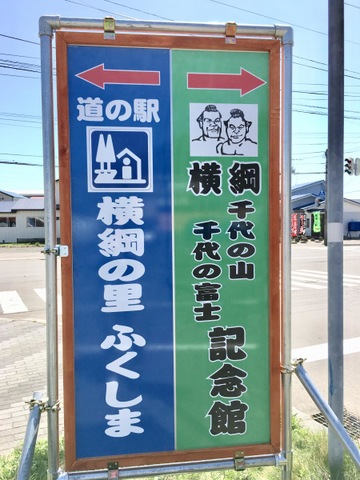 道の駅
横綱の里 ふくしま
横綱
千代の山
千代の富士
記念館